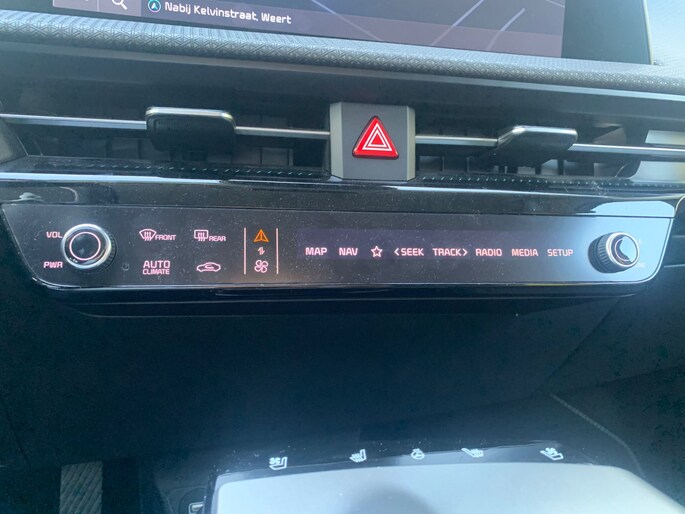 Nabij Kelvinstraat, Weert
VOL
FRONT
REAR
MAP NAV <SEEK TRACK> RADIO MEDIA SETUP
PWR
AUTO
CLIMATE